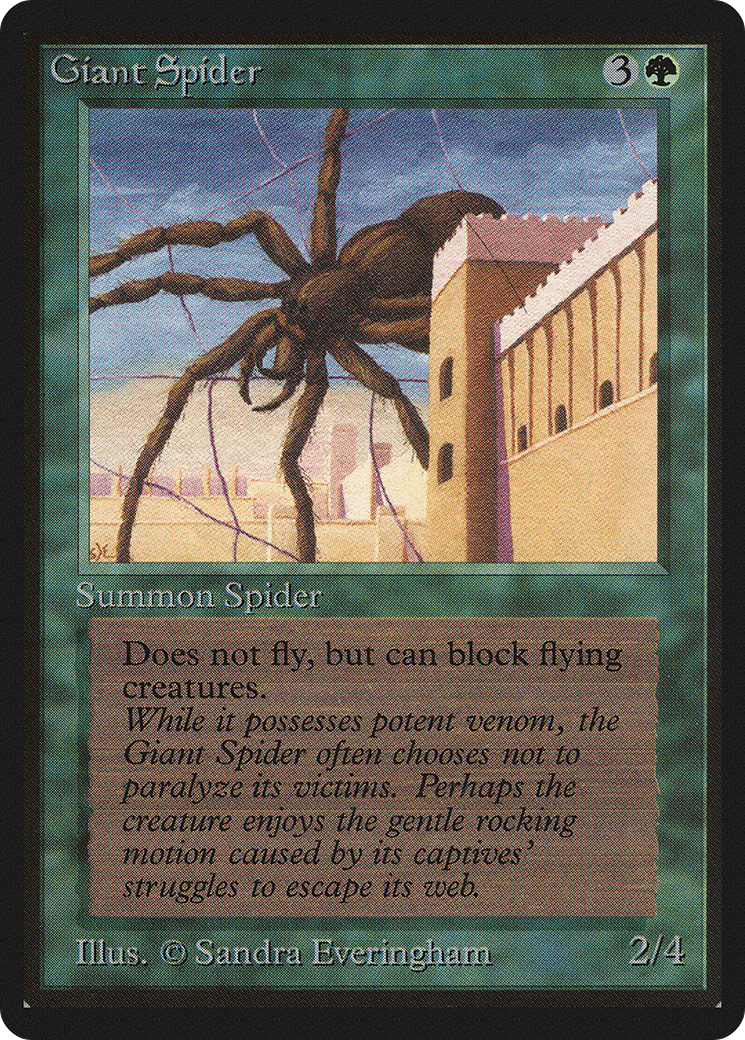 Giant Spider 3
SE
Summon Spider
Does not fly, but can block flying
creatures.
While it possesses potent venom, the
Giant Spider often chooses not to
paralyze its victims. Perhaps the
creature enjoys the gentle rocking
motion caused by its captives'
struggles to escape its web.
Illus. © Sandra Everingham 2/4